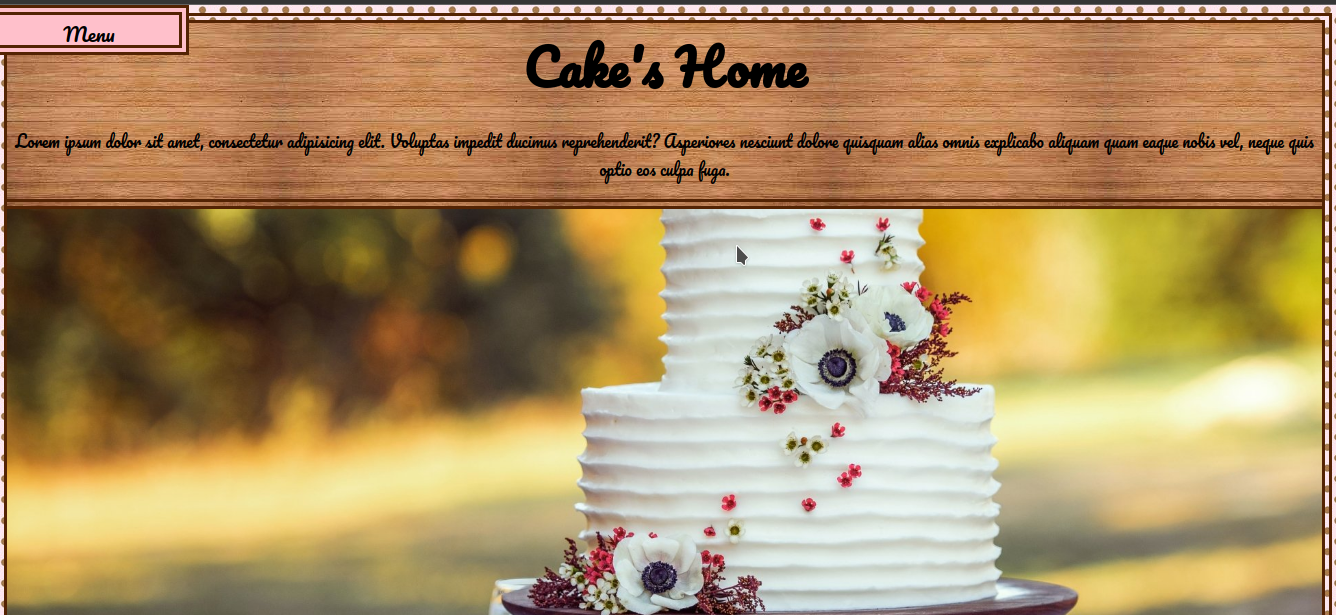 Menu
Cake's Home
Lorem ipsum dolor sit amet, consectetur adipisicing elit. Voluptas impedit ducimus reprehenderit? Asperiores nesciunt dolore quisquam alias omnis explicabo aliquam quam eaque nobis vel, neque quis
optio eos culpa fuga.